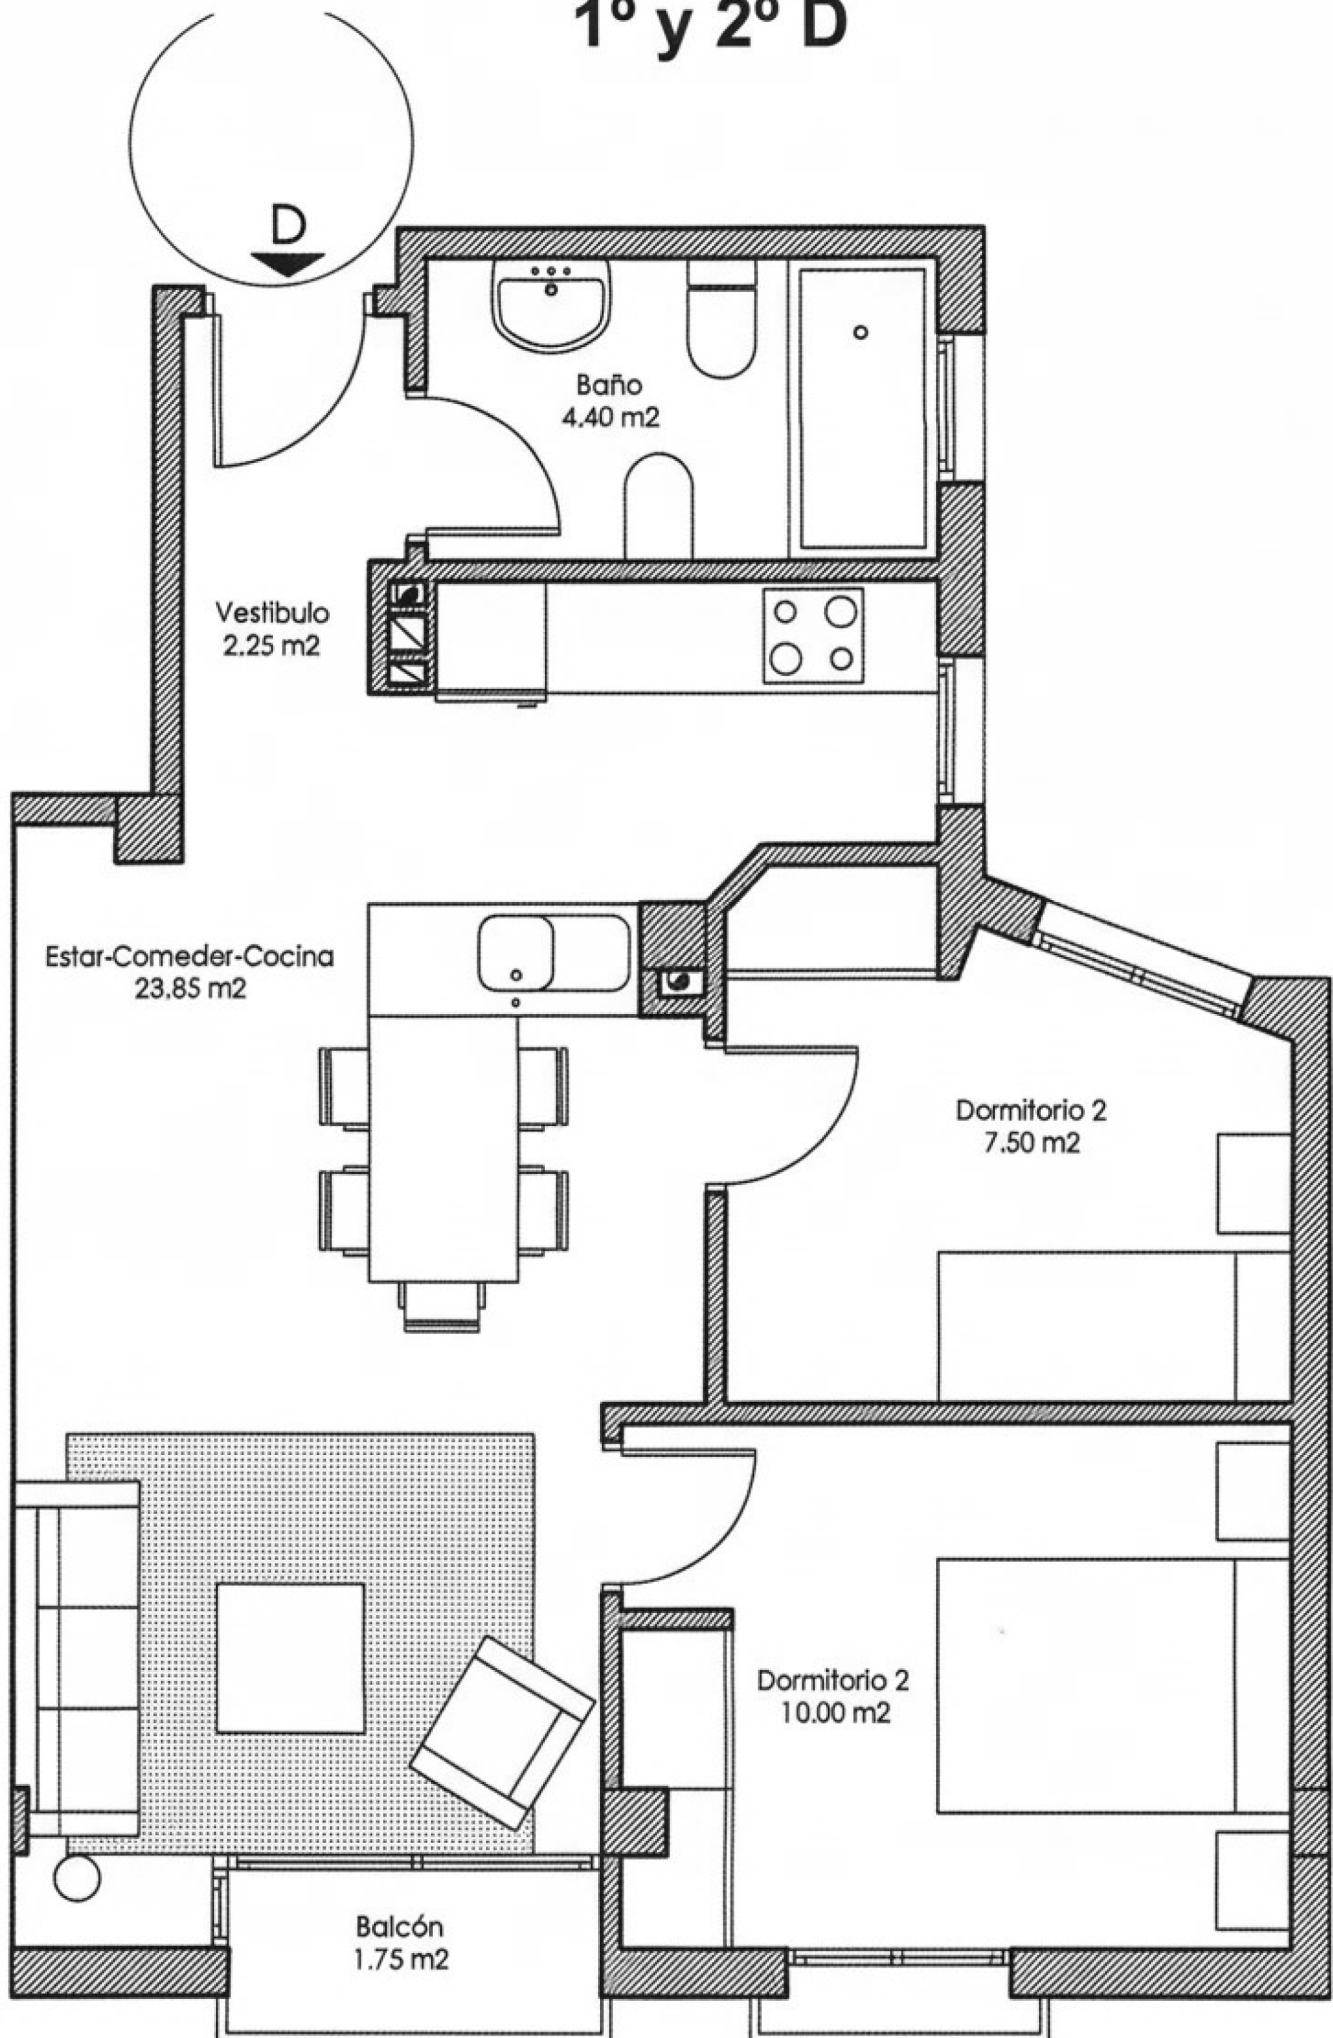 1º y 2º D
D
Baño
4.40 m2
Vestibulo
2.25 m2
Estar-Comeder-Cocina
23.85 m2
Dormitorio 2
7.50 m2
Dormitorio 2
10.00 m2
Balcón
1.75 m2